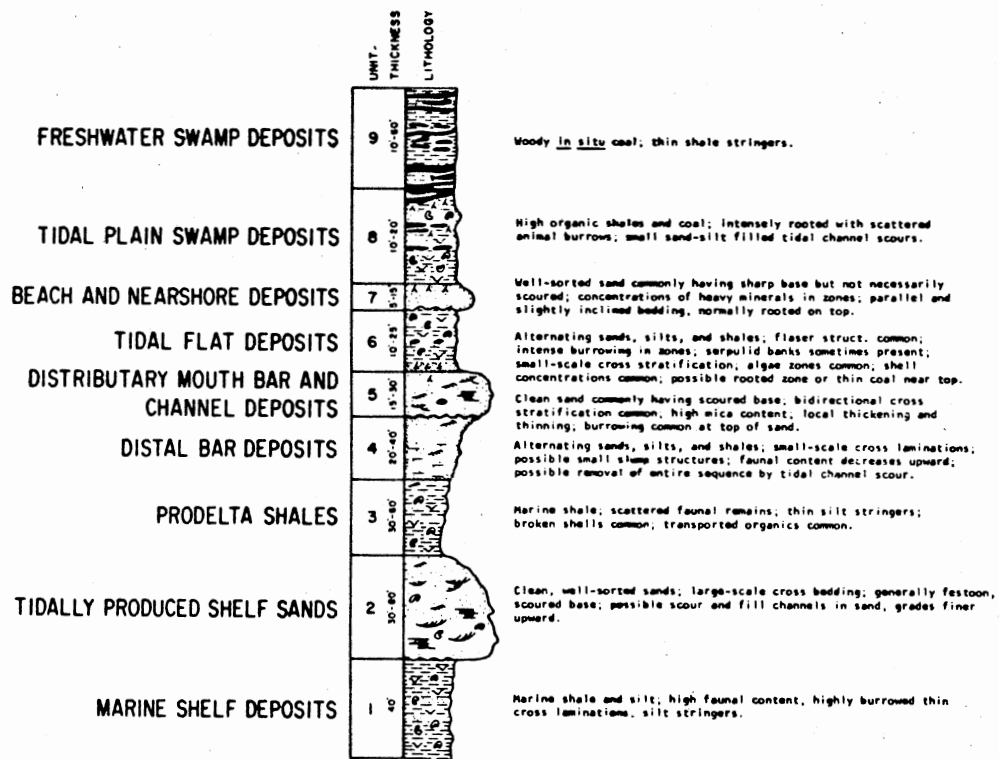 UNIT-
THICKNESS
LITHOLOGY
FRESHWATER SWAMP DEPOSITS
9
10'-60'
Woody in situ coal; thin shale stringers.
TIDAL PLAIN SWAMP DEPOSITS
8
10'-20'
High organic shales and coal; intensely rooted with scattered
animal burrows; small sand-silt filled tidal channel scours.
BEACH AND NEARSHORE DEPOSITS
7
5'-15'
Well-sorted sand commonly having sharp base but not necessarily
scoured; concentrations of heavy minerals in zones; parallel and
slightly inclined bedding, normally rooted on top.
TIDAL FLAT DEPOSITS
6
10'-25'
Alternating sands, silts, and shales; flaser struct. common;
intense burrowing in zones; serpulid banks sometimes present;
small-scale cross stratification; algae zones common; shell
concentrations common; possible rooted zone or thin coal near top.
DISTRIBUTARY MOUTH BAR AND
CHANNEL DEPOSITS
5
15'-30'
Clean sand commonly having scoured base; bidirectional cross
stratification common; high mica content; local thickening and
thinning; burrowing common at top of sand.
DISTAL BAR DEPOSITS
4
20'-40'
Alternating sands, silts, and shales; small-scale cross laminations;
possible small slump structures; faunal content decreases upward;
possible removal of entire sequence by tidal channel scour.
PRODELTA SHALES
3
Marine shale; scattered faunal remains; thin silt stringers;
broken shells common; transported organics common.
TIDALLY PRODUCED SHELF SANDS
2
Clean, well-sorted sands; large-scale cross bedding; generally festoon,
scoured base; possible scour and fill channels in sand, grades finer
upward.
MARINE SHELF DEPOSITS
1
40'
Marine shale and silt; high faunal content, highly burrowed thin
cross laminations, silt stringers.